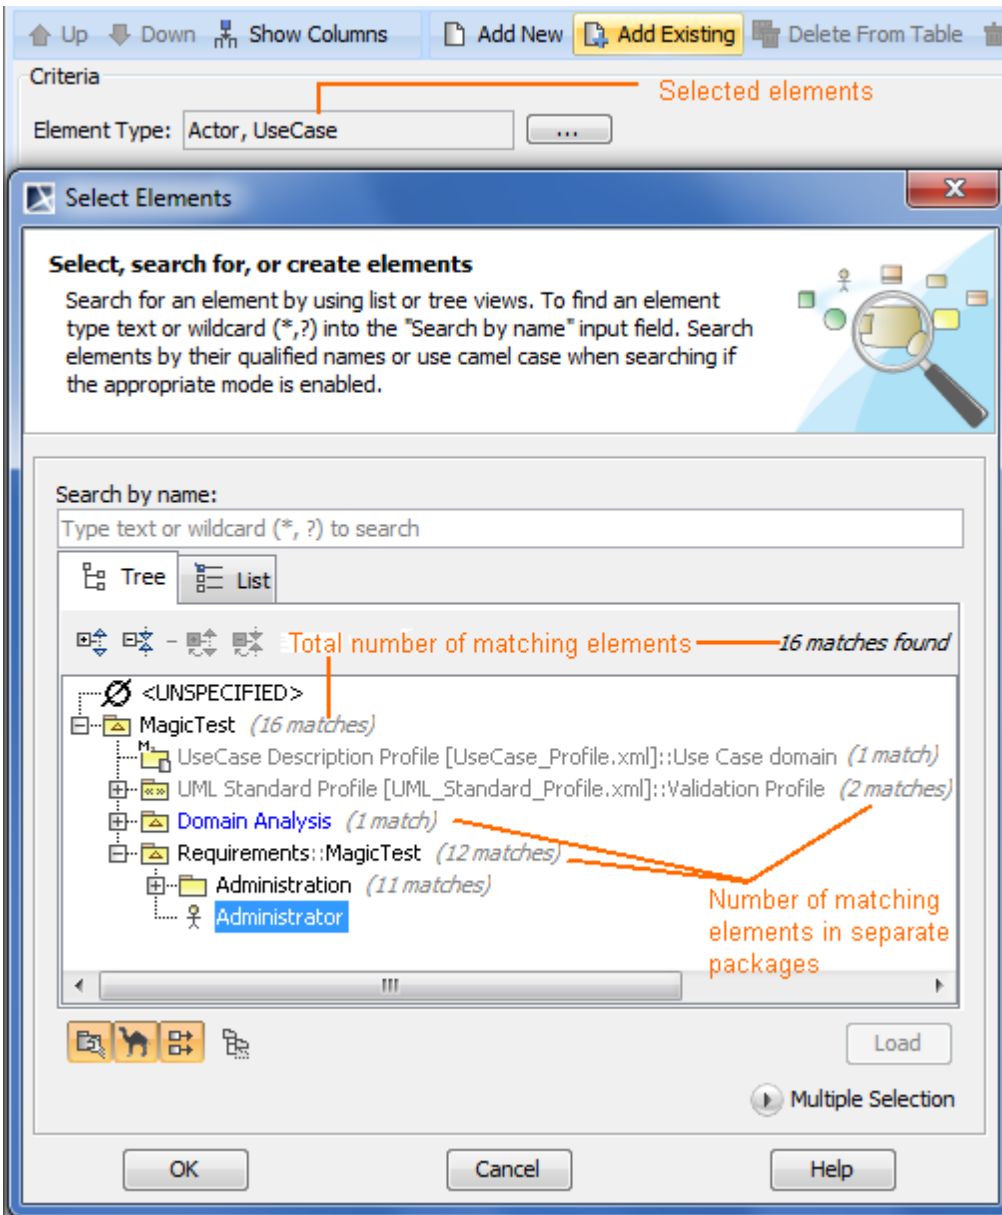 Up Down Show Columns Add New Add Existing Delete From Table
Criteria
Selected elements
Element Type: Actor, UseCase ...
Select Elements
Select, search for, or create elements
Search for an element by using list or tree views. To find an element
type text or wildcard (*,?) into the "Search by name" input field. Search
elements by their qualified names or use camel case when searching if
the appropriate mode is enabled.
Search by name:
Type text or wildcard (*, ?) to search
Tree List
Total number of matching elements 16 matches found
<UNSPECIFIED>
MagicTest (16 matches)
UseCase Description Profile [UseCase_Profile.xml]::Use Case domain (1 match)
UML Standard Profile [UML_Standard_Profile.xml]::Validation Profile (2 matches)
Domain Analysis (1 match)
Requirements::MagicTest (12 matches)
Administration (11 matches)
Administrator
Number of matching
elements in separate
packages
Load
Multiple Selection
OK Cancel Help